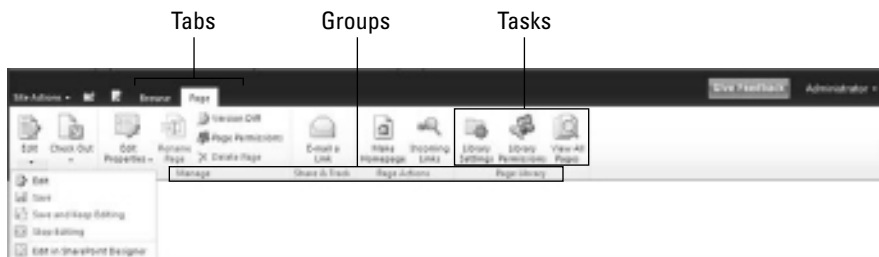 Tabs Groups Tasks
Site Actions Browse Page Give Feedback Administrator
Edit Check Out Edit Properties Rename Page Version Diff Page Permissions Delete Page E-mail a Link Make Homepage Incoming Links Library Settings Library Permissions View All Pages
Manage Share & Track Page Actions Page Library
Edit
Save
Save and Keep Editing
Stop Editing
Edit in SharePoint Designer